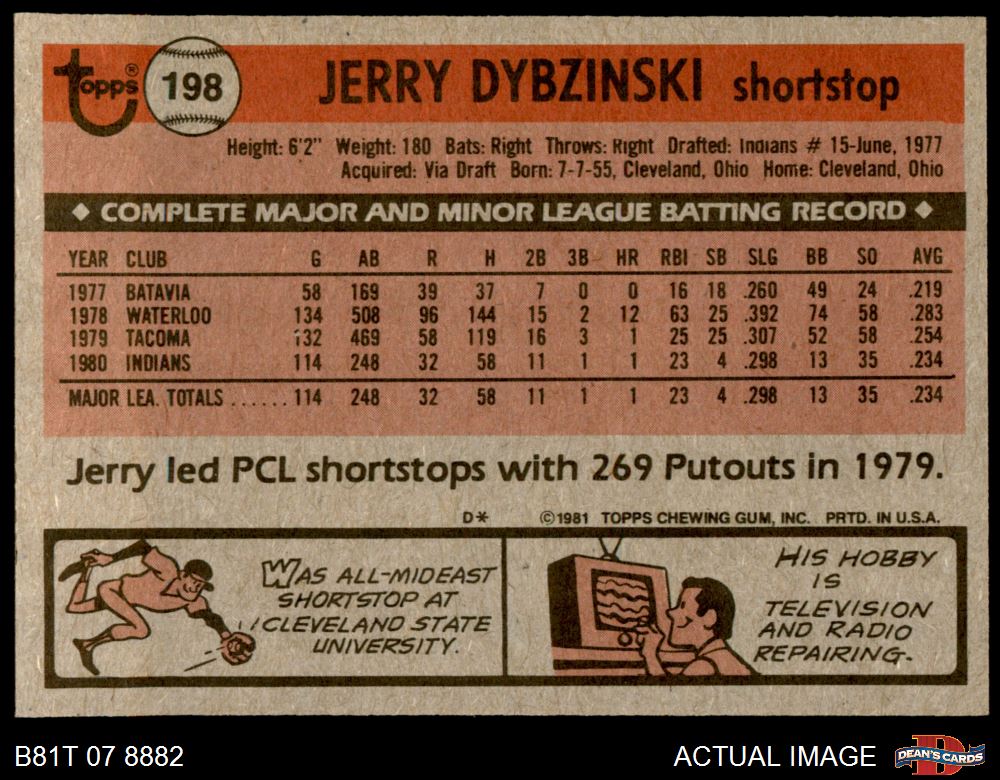 topps®
198
JERRY DYBZINSKI shortstop
Height: 6'2" Weight: 180 Bats: Right Throws: Right Drafted: Indians # 15-June, 1977
Acquired: Via Draft Born: 7-7-55, Cleveland, Ohio Home: Cleveland, Ohio
◆ COMPLETE MAJOR AND MINOR LEAGUE BATTING RECORD ◆
YEAR CLUB G AB R H 2B 3B HR RBI SB SLG BB SO AVG
1977 BATAVIA 58 169 39 37 7 0 0 16 18 .260 49 24 .219
1978 WATERLOO 134 508 96 144 15 2 12 63 25 .392 74 58 .283
1979 TACOMA 132 469 58 119 16 3 1 25 25 .307 52 58 .254
1980 INDIANS 114 248 32 58 11 1 1 23 4 .298 13 35 .234
MAJOR LEA. TOTALS ...... 114 248 32 58 11 1 1 23 4 .298 13 35 .234
Jerry led PCL shortstops with 269 Putouts in 1979.
D* ©1981 TOPPS CHEWING GUM, INC. PRTD. IN U.S.A.
WAS ALL-MIDEAST
SHORTSTOP AT
CLEVELAND STATE
UNIVERSITY.
HIS HOBBY
IS
TELEVISION
AND RADIO
REPAIRING.
B81T 07 8882
ACTUAL IMAGE
DEAN'S CARDS